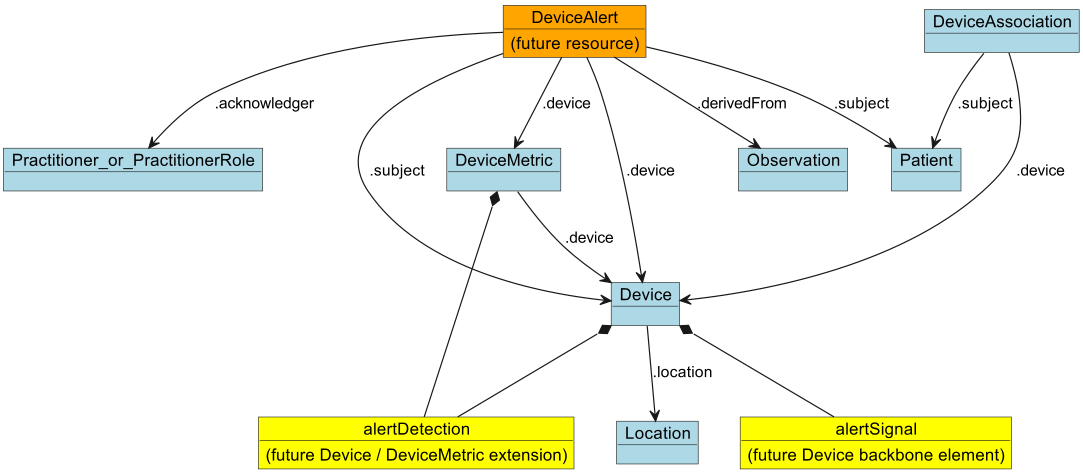 DeviceAlert
(future resource)
DeviceAssociation
.acknowledger
.device
.derivedFrom
.subject
.subject
Practitioner_or_PractitionerRole
.subject
DeviceMetric
.device
Observation
Patient
.device
.device
Device
.location
alertDetection
(future Device / DeviceMetric extension)
Location
alertSignal
(future Device backbone element)